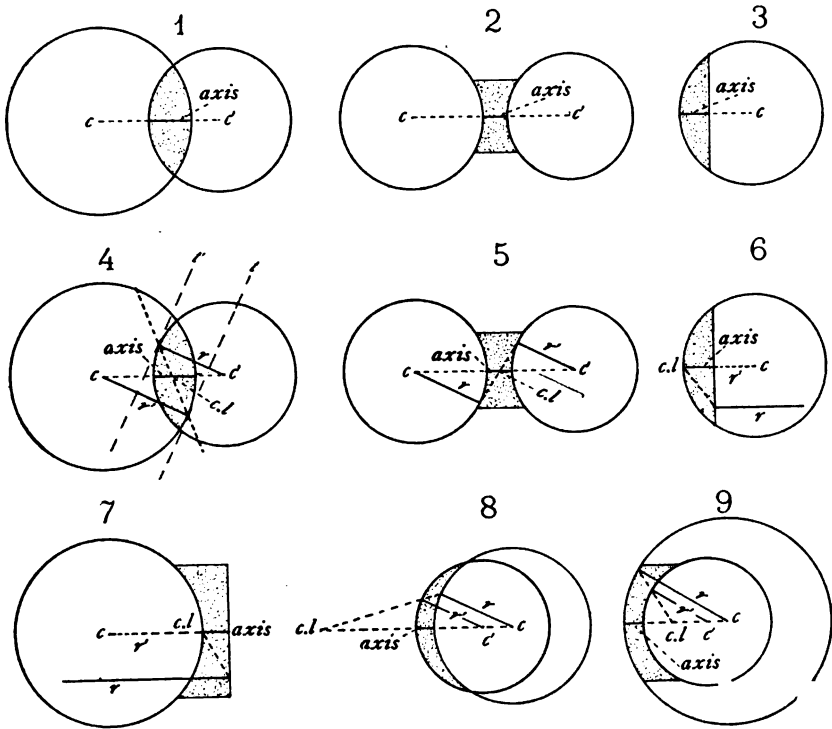 1 2 3
axis axis axis
c c' c c' c
4 5 6
l' l
axis r axis r' axis
c c' c c' c.l c
r' c.l r c.l r'
r
7 8 9
c c.l axis c.l r c r c
r' r' r'
axis c' c.l c'
r axis